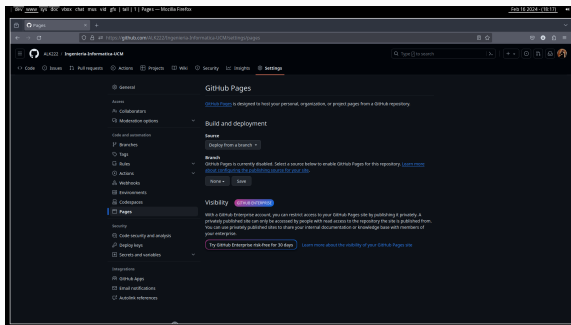 dev www sys doc vbox chat mus vid gfx | tall | 1 | Pages — Mozilla Firefox
Feb 16 2024 - (18:17)
Pages
https://github.com/ALK222/Ingenieria-Informatica-UCM/settings/pages
ALK222 / Ingenieria-Informatica-UCM
Type / to search
Code
Issues
Pull requests
Actions
Projects
Wiki
Security
Insights
Settings
General
Access
Collaborators
Moderation options
Code and automation
Branches
Tags
Rules
Actions
Webhooks
Environments
Codespaces
Pages
Security
Code security and analysis
Deploy keys
Secrets and variables
Integrations
GitHub Apps
Email notifications
Autolink references
GitHub Pages
GitHub Pages is designed to host your personal, organization, or project pages from a GitHub repository.
Build and deployment
Source
Deploy from a branch
Branch
GitHub Pages is currently disabled. Select a source below to enable GitHub Pages for this repository. Learn more
about configuring the publishing source for your site.
None Save
Visibility GITHUB ENTERPRISE
With a GitHub Enterprise account, you can restrict access to your GitHub Pages site by publishing it privately. A
privately published site can only be accessed by people with read access to the repository the site is published from.
You can use privately published sites to share your internal documentation or knowledge base with members of
your enterprise.
Try GitHub Enterprise risk-free for 30 days Learn more about the visibility of your GitHub Pages site